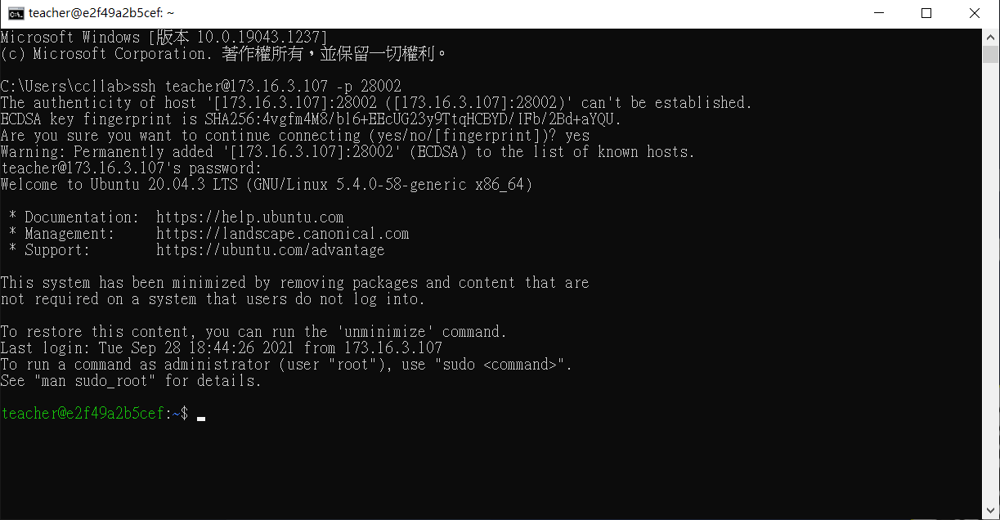 teacher@e2f49a2b5cef: ~
Microsoft Windows [版本 10.0.19043.1237]
(c) Microsoft Corporation. 著作權所有，並保留一切權利。
C:\Users\ccllab>ssh teacher@173.16.3.107 -p 28002
The authenticity of host '[173.16.3.107]:28002 ([173.16.3.107]:28002)' can't be established.
ECDSA key fingerprint is SHA256:4vgfm4M8/bl6+EEcUG23y9TtqHCBYD/IFb/2Bd+aYQU.
Are you sure you want to continue connecting (yes/no/[fingerprint])? yes
Warning: Permanently added '[173.16.3.107]:28002' (ECDSA) to the list of known hosts.
teacher@173.16.3.107's password:
Welcome to Ubuntu 20.04.3 LTS (GNU/Linux 5.4.0-58-generic x86_64)
* Documentation:  https://help.ubuntu.com
* Management:     https://landscape.canonical.com
* Support:        https://ubuntu.com/advantage
This system has been minimized by removing packages and content that are
not required on a system that users do not log into.
To restore this content, you can run the 'unminimize' command.
Last login: Tue Sep 28 18:44:26 2021 from 173.16.3.107
To run a command as administrator (user "root"), use "sudo <command>".
See "man sudo_root" for details.
teacher@e2f49a2b5cef:~$